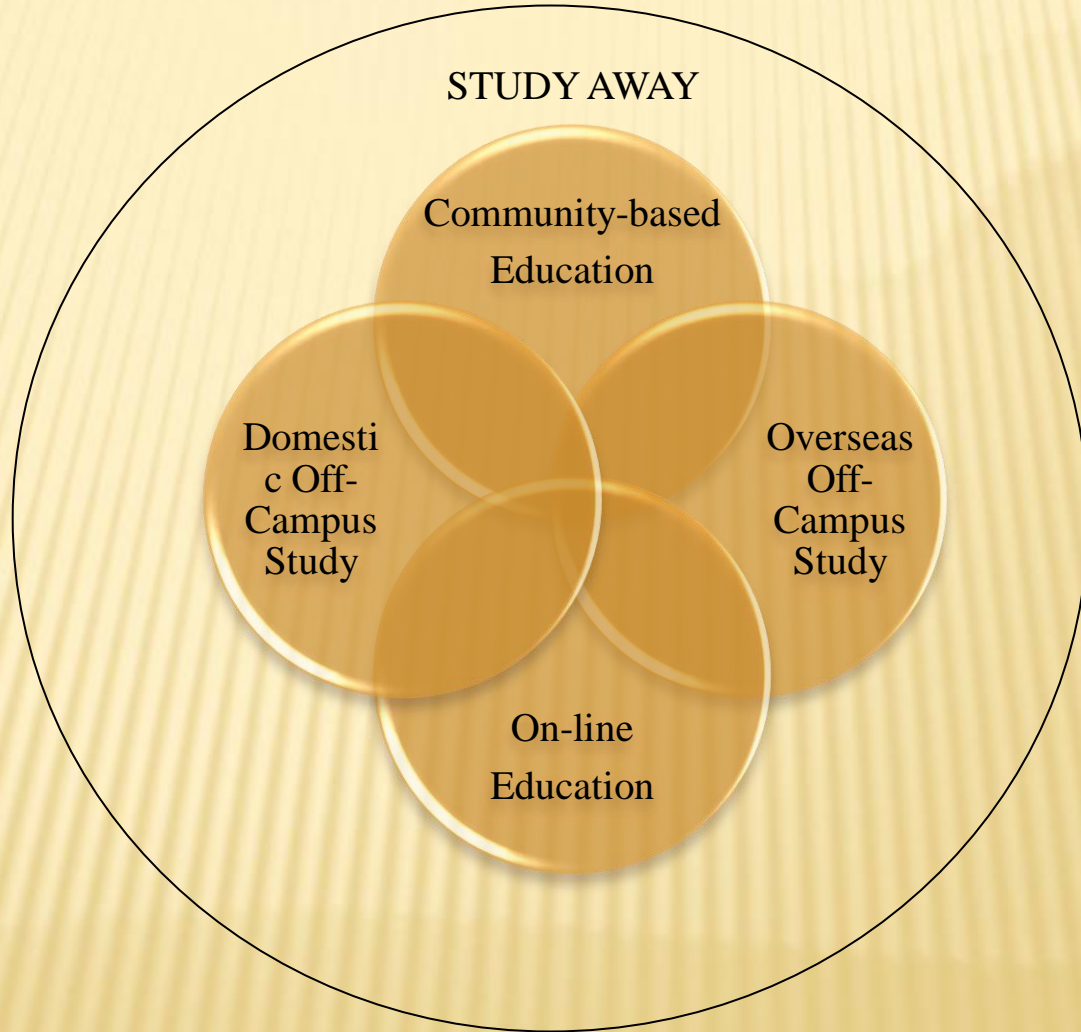 STUDY AWAY
Community-based
Education
Domesti
c Off-
Campus
Study
Overseas
Off-
Campus
Study
On-line
Education